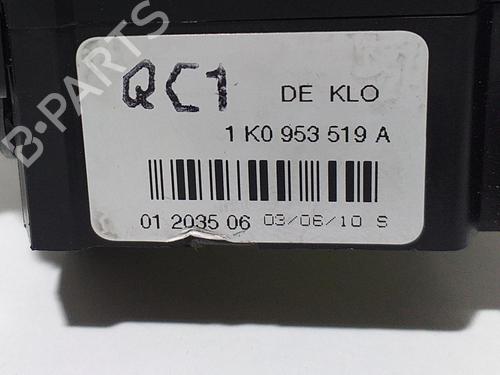 B-PARTS
QC1 DE KLO
1 K0 953 519 A
01 2035 06 03/06/10 S